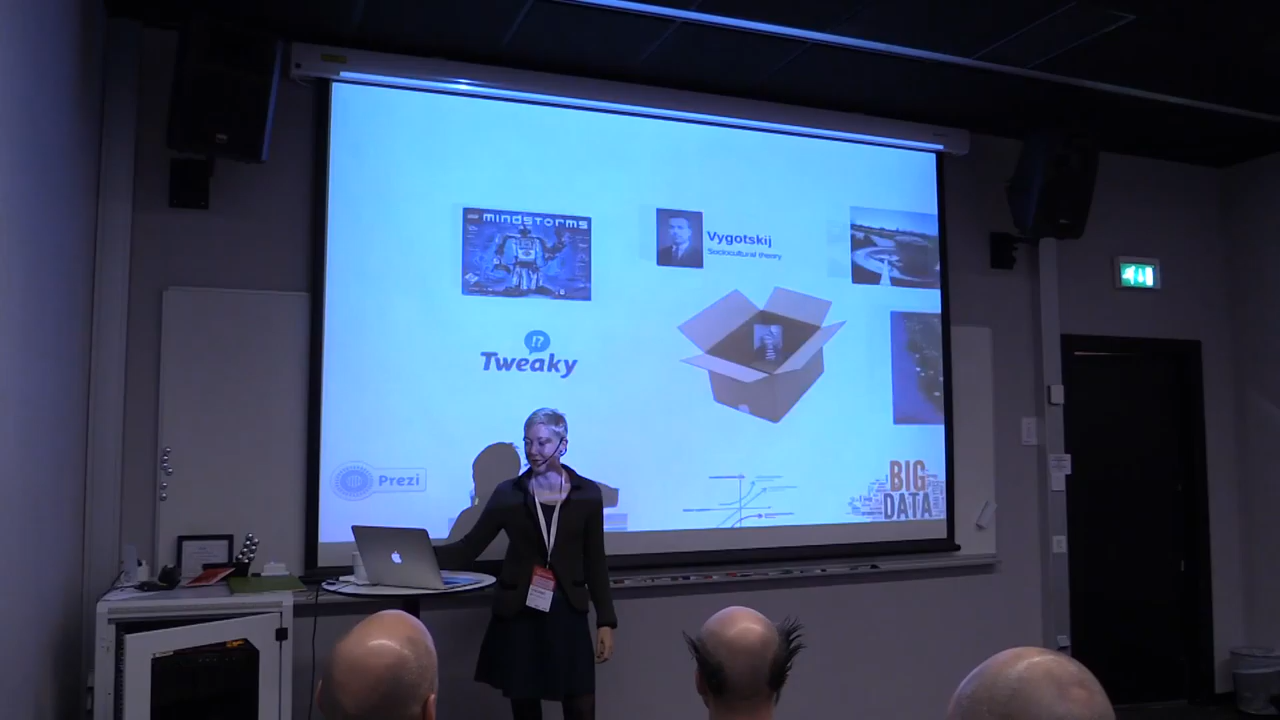 mindstorms
Vygotskij
Sociocultural theory
!?
Tweaky
Prezi
BIG
DATA